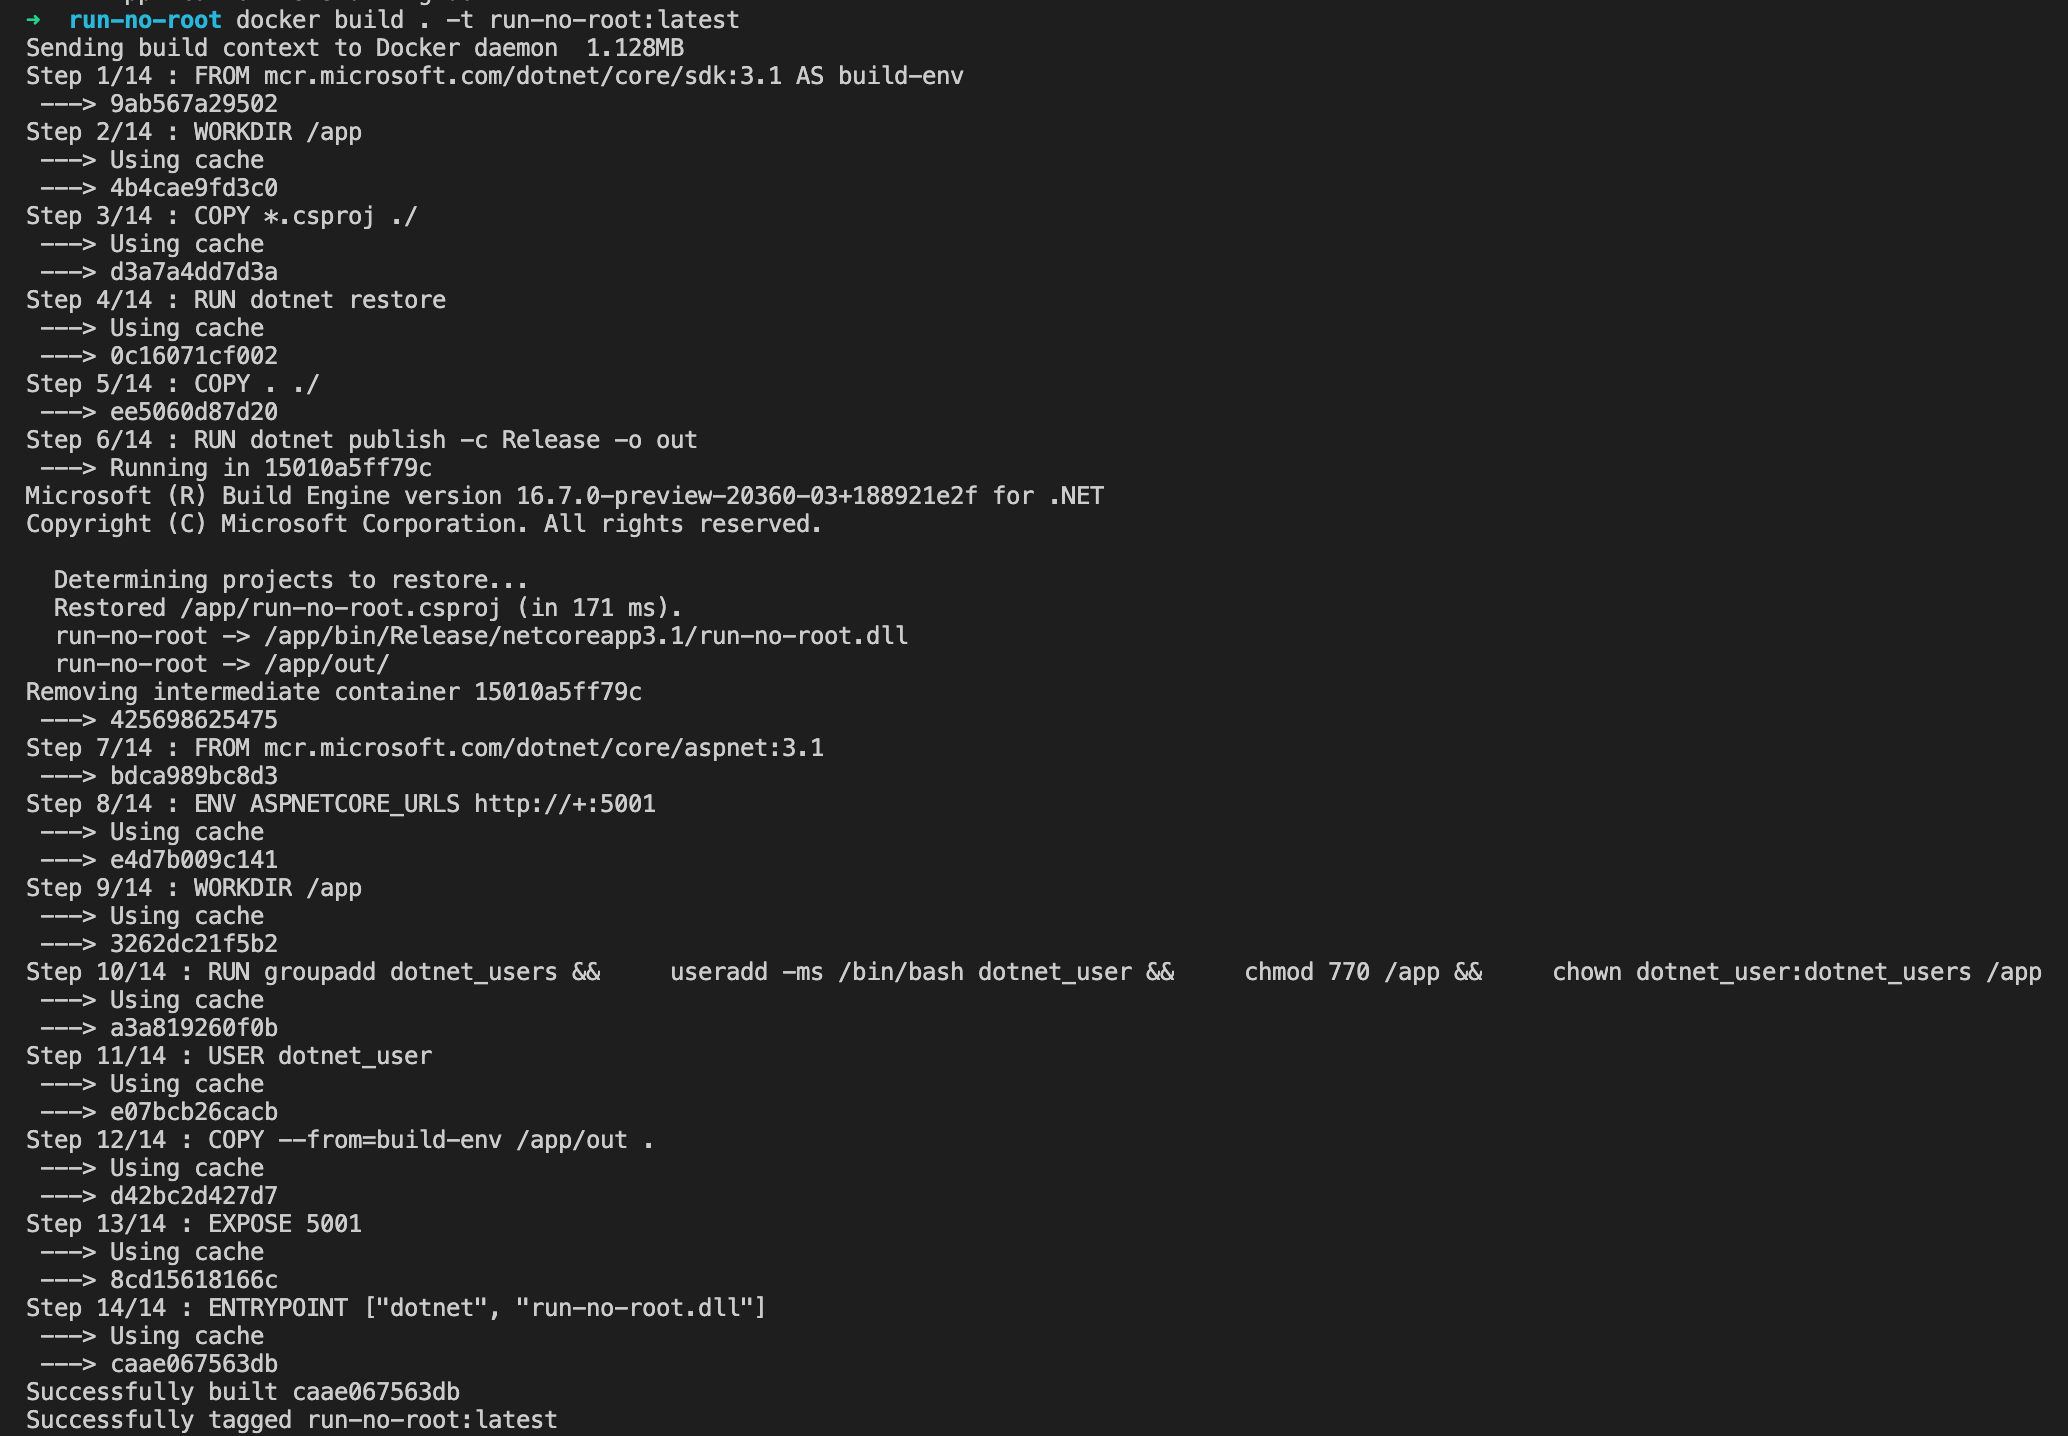 ➜  run-no-root docker build . -t run-no-root:latest
Sending build context to Docker daemon  1.128MB
Step 1/14 : FROM mcr.microsoft.com/dotnet/core/sdk:3.1 AS build-env
 ---> 9ab567a29502
Step 2/14 : WORKDIR /app
 ---> Using cache
 ---> 4b4cae9fd3c0
Step 3/14 : COPY *.csproj ./
 ---> Using cache
 ---> d3a7a4dd7d3a
Step 4/14 : RUN dotnet restore
 ---> Using cache
 ---> 0c16071cf002
Step 5/14 : COPY . ./
 ---> ee5060d87d20
Step 6/14 : RUN dotnet publish -c Release -o out
 ---> Running in 15010a5ff79c
Microsoft (R) Build Engine version 16.7.0-preview-20360-03+188921e2f for .NET
Copyright (C) Microsoft Corporation. All rights reserved.

  Determining projects to restore...
  Restored /app/run-no-root.csproj (in 171 ms).
  run-no-root -> /app/bin/Release/netcoreapp3.1/run-no-root.dll
  run-no-root -> /app/out/
Removing intermediate container 15010a5ff79c
 ---> 425698625475
Step 7/14 : FROM mcr.microsoft.com/dotnet/core/aspnet:3.1
 ---> bdca989bc8d3
Step 8/14 : ENV ASPNETCORE_URLS http://+:5001
 ---> Using cache
 ---> e4d7b009c141
Step 9/14 : WORKDIR /app
 ---> Using cache
 ---> 3262dc21f5b2
Step 10/14 : RUN groupadd dotnet_users &&     useradd -ms /bin/bash dotnet_user &&     chmod 770 /app &&     chown dotnet_user:dotnet_users /app
 ---> Using cache
 ---> a3a819260f0b
Step 11/14 : USER dotnet_user
 ---> Using cache
 ---> e07bcb26cacb
Step 12/14 : COPY --from=build-env /app/out .
 ---> Using cache
 ---> d42bc2d427d7
Step 13/14 : EXPOSE 5001
 ---> Using cache
 ---> 8cd15618166c
Step 14/14 : ENTRYPOINT ["dotnet", "run-no-root.dll"]
 ---> Using cache
 ---> caae067563db
Successfully built caae067563db
Successfully tagged run-no-root:latest